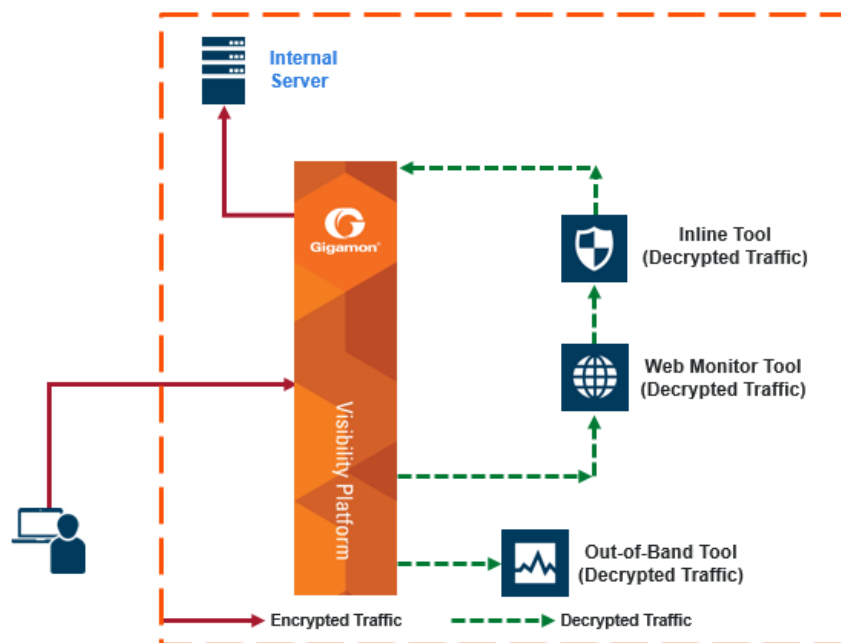 Internal
Server
Gigamon®
Inline Tool
(Decrypted Traffic)
Web Monitor Tool
(Decrypted Traffic)
Visibility Platform
Out-of-Band Tool
(Decrypted Traffic)
Encrypted Traffic
Decrypted Traffic